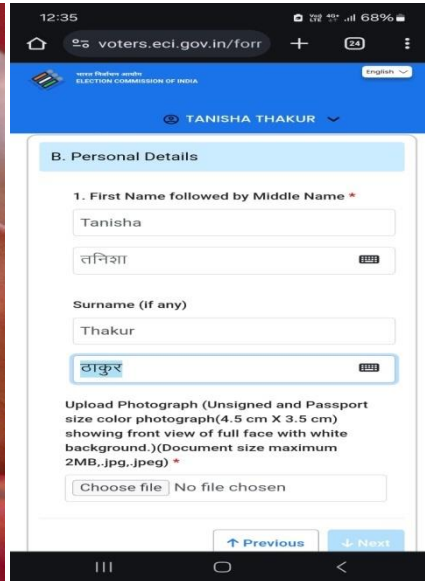 12:35
Vo) 4G+ .ıl 68%
voters.eci.gov.in/forr
24
भारत निर्वाचन आयोग
ELECTION COMMISSION OF INDIA
English
TANISHA THAKUR
B. Personal Details
1. First Name followed by Middle Name *
Tanisha
तनिशा
Surname (if any)
Thakur
ठाकुर
Upload Photograph (Unsigned and Passport
size color photograph(4.5 cm X 3.5 cm)
showing front view of full face with white
background.)(Document size maximum
2MB,.jpg,.jpeg) *
Choose file No file chosen
Previous
Next